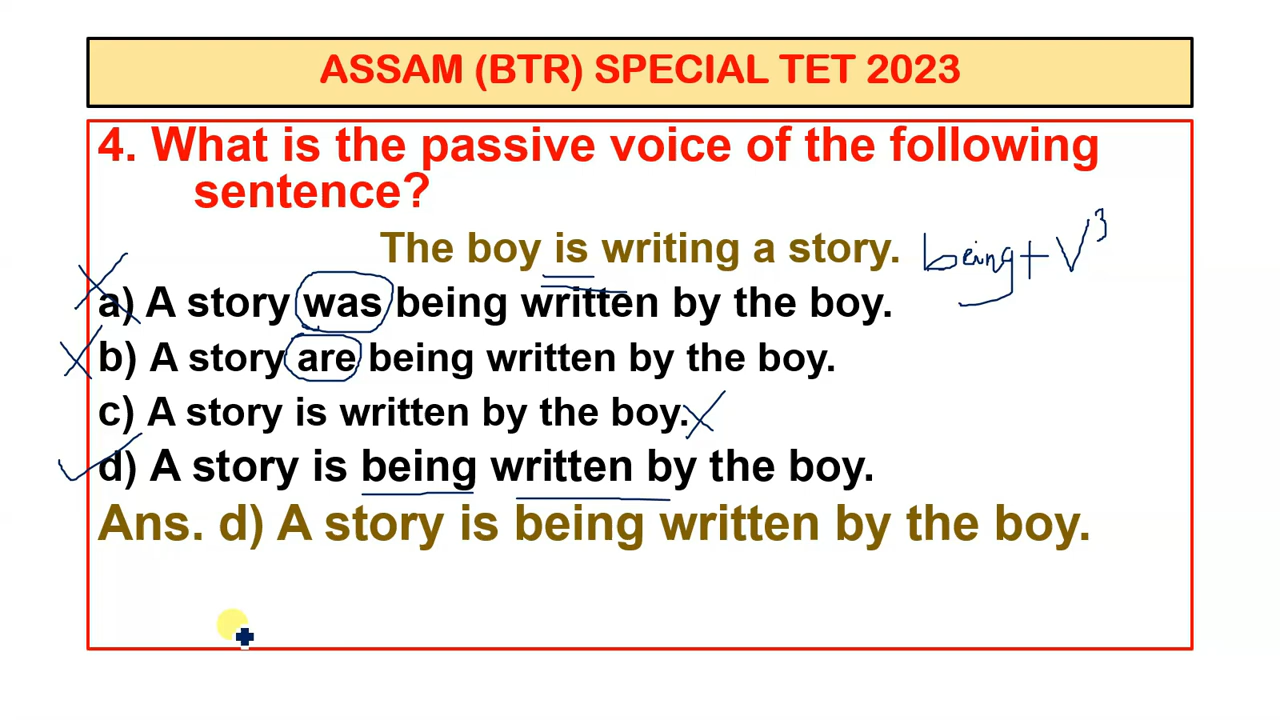 ASSAM (BTR) SPECIAL TET 2023
4. What is the passive voice of the following
sentence?
The boy is writing a story.
being + V3
a) A story was being written by the boy.
b) A story are being written by the boy.
c) A story is written by the boy.
d) A story is being written by the boy.
Ans. d) A story is being written by the boy.